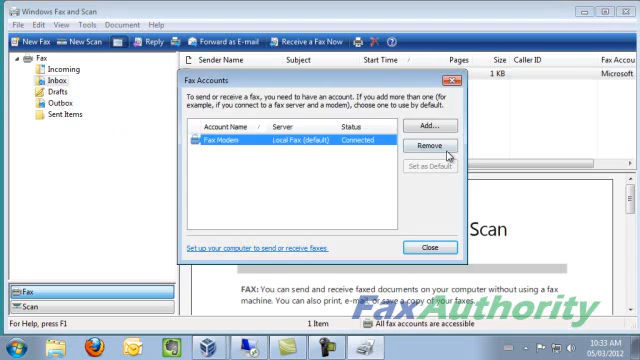 Windows Fax and Scan
File Edit View Tools Document Help
New Fax New Scan Reply Forward as E-mail Receive a Fax Now
Fax
Incoming
Inbox
Drafts
Outbox
Sent Items
Sender Name Subject Start Time Pages Size Caller ID Fax Accou
1 KB Microsoft
Fax Accounts
To send or receive a fax, you need to have an account. If you add more than one (for
example, if you connect to a fax server and a modem), choose one to use by default.
Account Name Server Status
Fax Modem Local Fax (default) Connected
Add...
Remove
Set as Default
Set up your computer to send or receive faxes.
Close
Scan
FAX: You can send and receive faxed documents on your computer without using a fax
machine. You can also print, e-mail or save a copy of your faxes.
FaxAuthority
Fax
Scan
For Help, press F1 1 Item All fax accounts are accessible
10:33 AM
05/03/2012